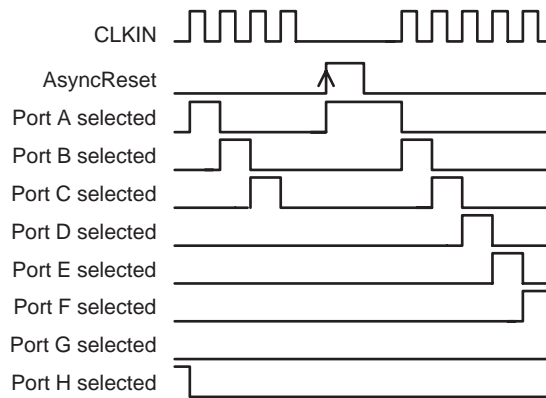 CLKIN
AsyncReset
Port A selected
Port B selected
Port C selected
Port D selected
Port E selected
Port F selected
Port G selected
Port H selected